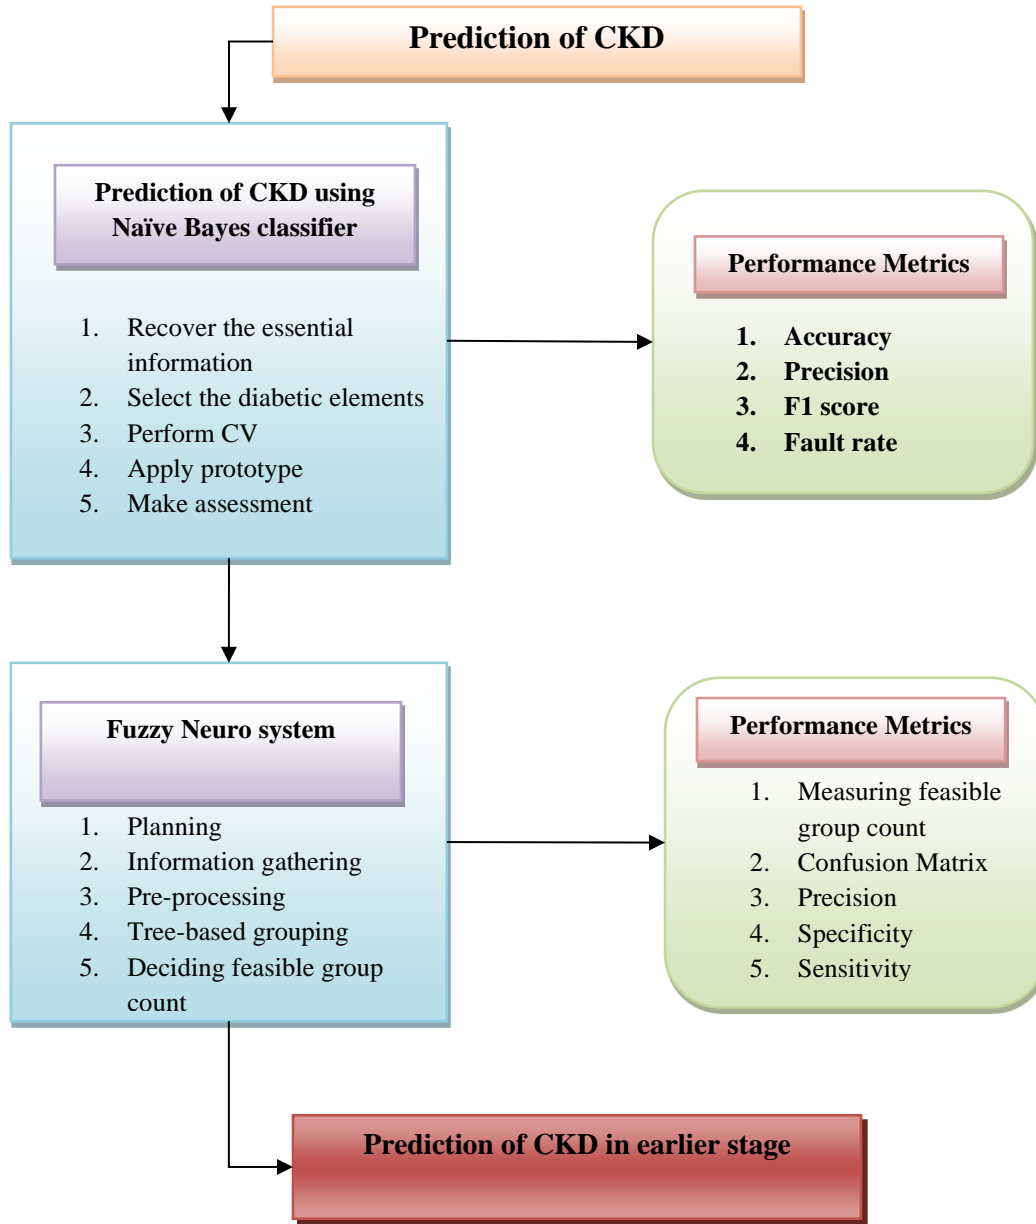 Prediction of CKD
Prediction of CKD using
Naïve Bayes classifier
1. Recover the essential
information
2. Select the diabetic elements
3. Perform CV
4. Apply prototype
5. Make assessment
Performance Metrics
1. Accuracy
2. Precision
3. F1 score
4. Fault rate
Fuzzy Neuro system
1. Planning
2. Information gathering
3. Pre-processing
4. Tree-based grouping
5. Deciding feasible group
count
Performance Metrics
1. Measuring feasible
group count
2. Confusion Matrix
3. Precision
4. Specificity
5. Sensitivity
Prediction of CKD in earlier stage